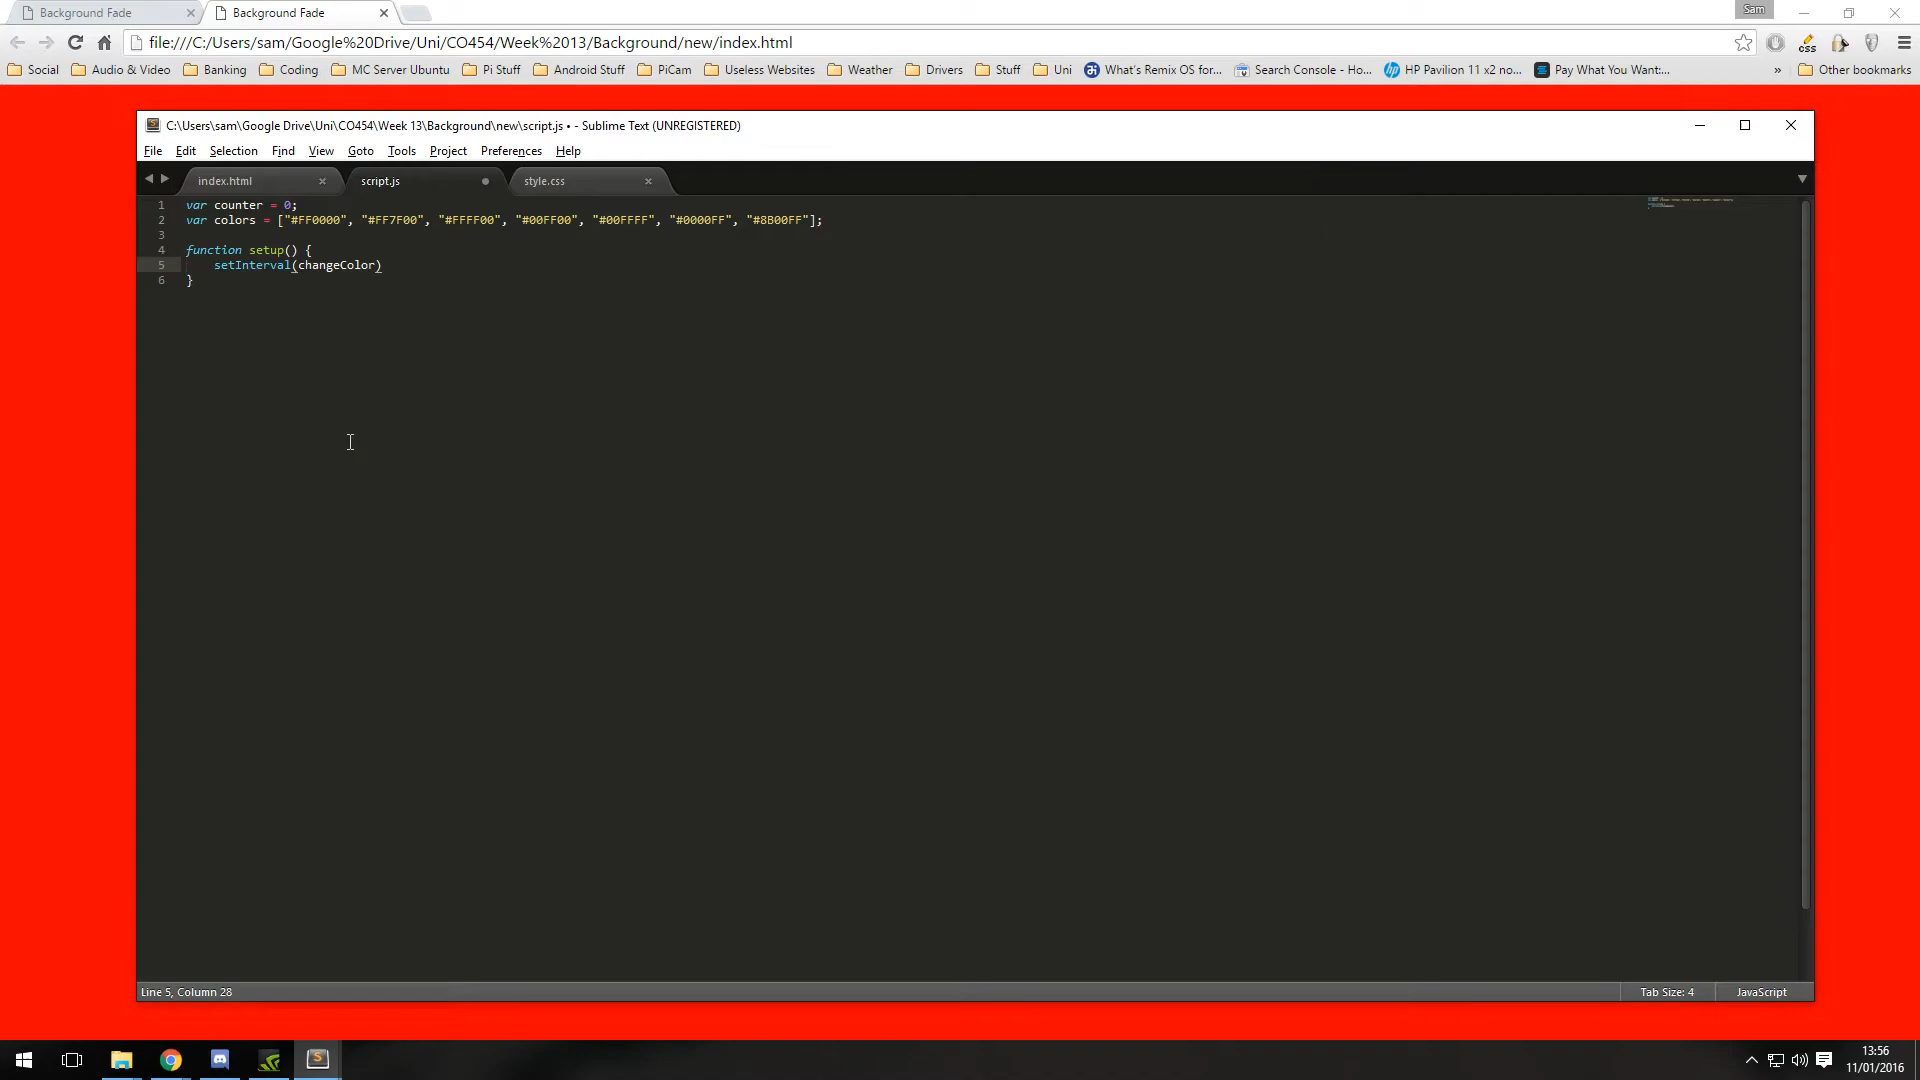 Background Fade
Background Fade
Sam
file:///C:/Users/sam/Google%20Drive/Uni/CO454/Week%2013/Background/new/index.html
css
Social Audio & Video Banking Coding MC Server Ubuntu Pi Stuff Android Stuff PiCam Useless Websites Weather Drivers Stuff Uni What's Remix OS for... Search Console - Ho... HP Pavilion 11 x2 no... Pay What You Want:... » Other bookmarks
C:\Users\sam\Google Drive\Uni\CO454\Week 13\Background\new\script.js • - Sublime Text (UNREGISTERED)
File Edit Selection Find View Goto Tools Project Preferences Help
index.html script.js style.css
1 var counter = 0;
2 var colors = ["#FF0000", "#FF7F00", "#FFFF00", "#00FF00", "#00FFFF", "#0000FF", "#8B00FF"];
3
4 function setup() {
5 setInterval(changeColor)
6 }
Line 5, Column 28
Tab Size: 4 JavaScript
13:56
11/01/2016